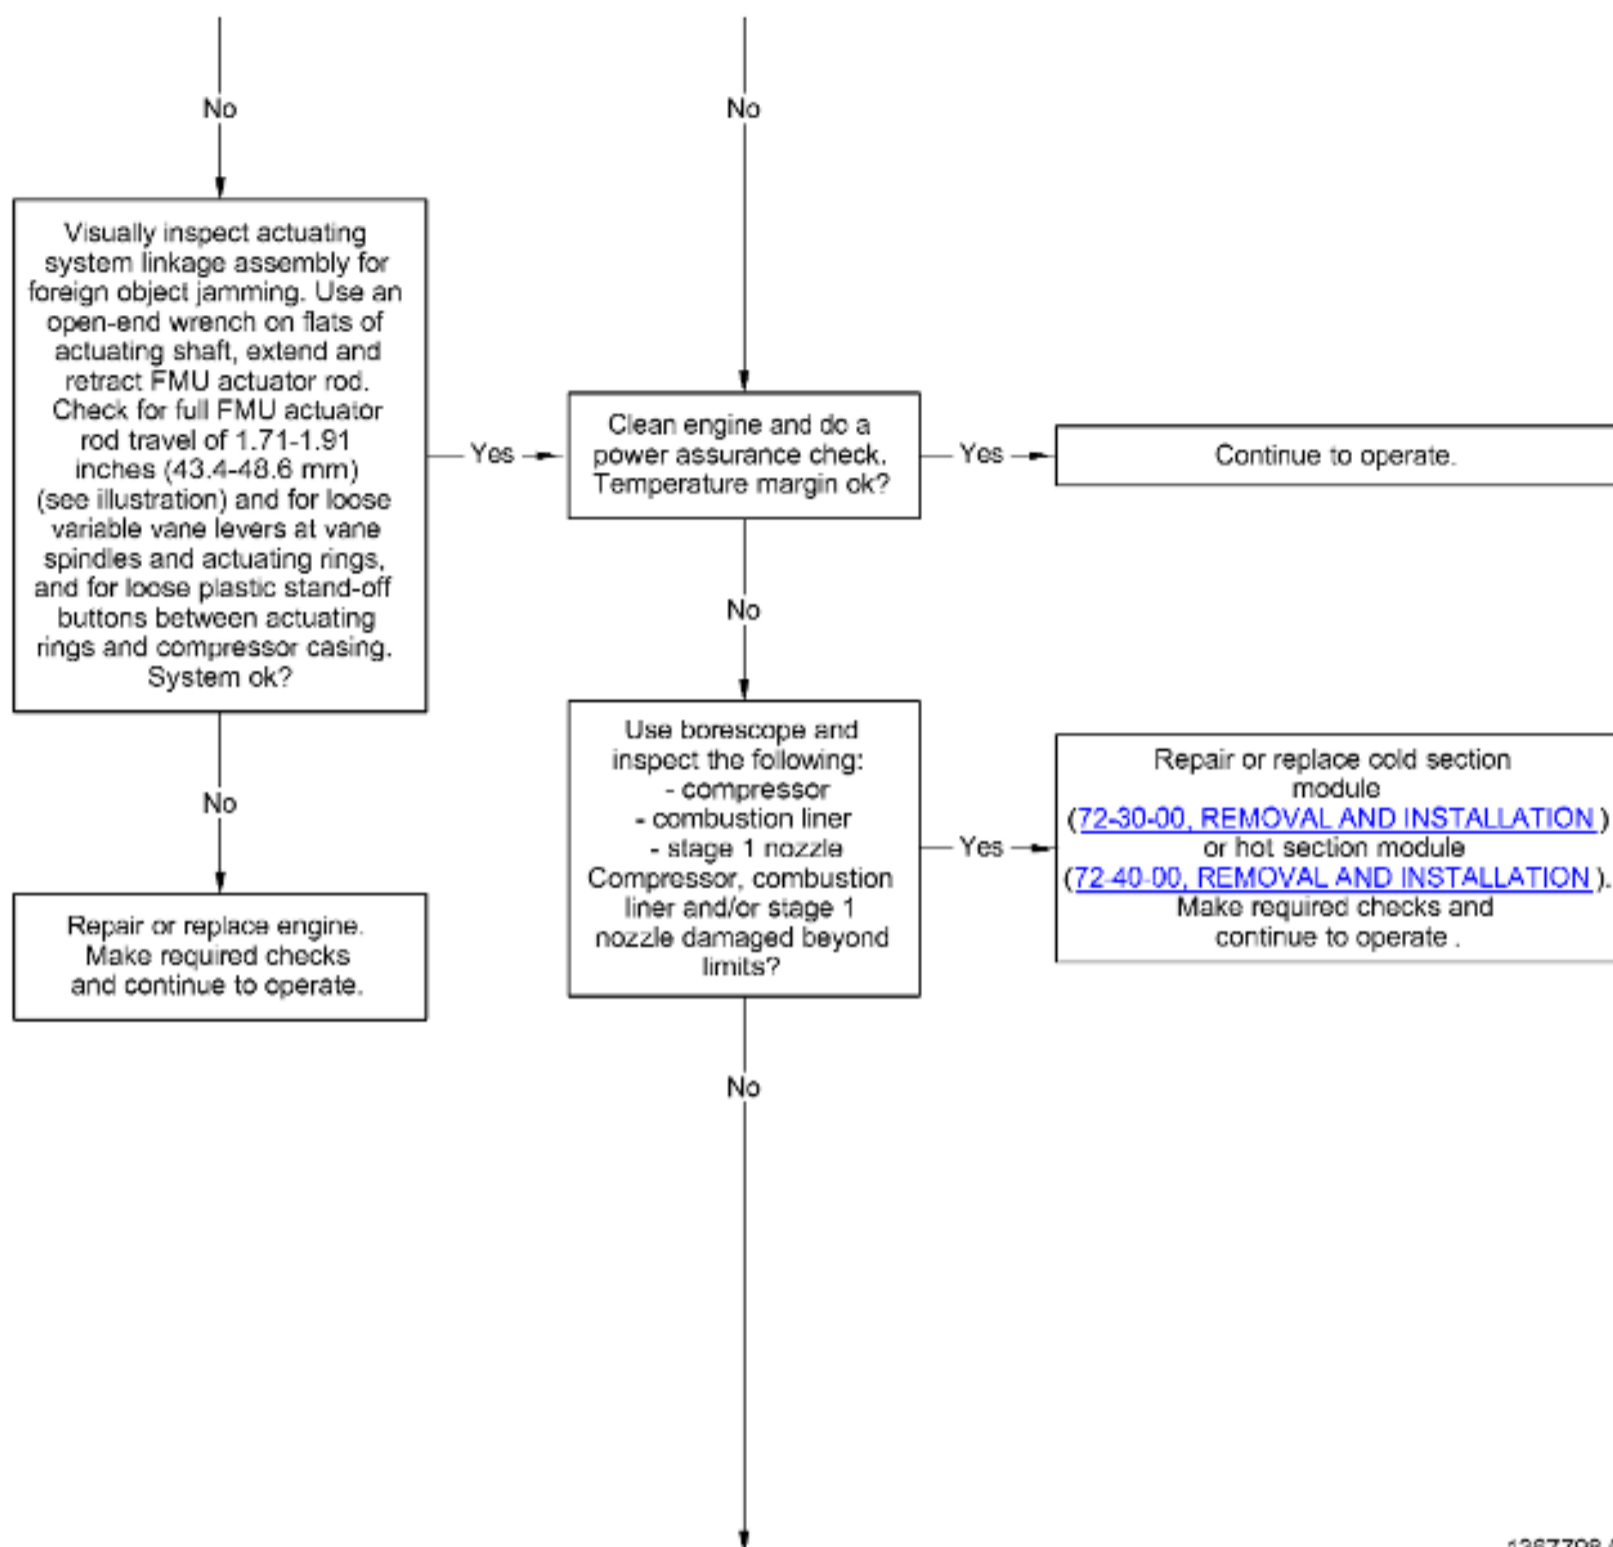 No
No
Visually inspect actuating
system linkage assembly for
foreign object jamming. Use an
open-end wrench on flats of
actuating shaft, extend and
retract FMU actuator rod.
Check for full FMU actuator
rod travel of 1.71-1.91
inches (43.4-48.6 mm)
(see illustration) and for loose
variable vane levers at vane
spindles and actuating rings,
and for loose plastic stand-off
buttons between actuating
rings and compressor casing.
System ok?
Yes
Clean engine and do a
power assurance check.
Temperature margin ok?
Yes
Continue to operate.
No
No
Use borescope and
inspect the following:
- compressor
- combustion liner
- stage 1 nozzle
Compressor, combustion
liner and/or stage 1
nozzle damaged beyond
limits?
Yes
Repair or replace cold section
module
(72-30-00, REMOVAL AND INSTALLATION )
or hot section module
(72-40-00, REMOVAL AND INSTALLATION ).
Make required checks and
continue to operate .
Repair or replace engine.
Make required checks
and continue to operate.
No